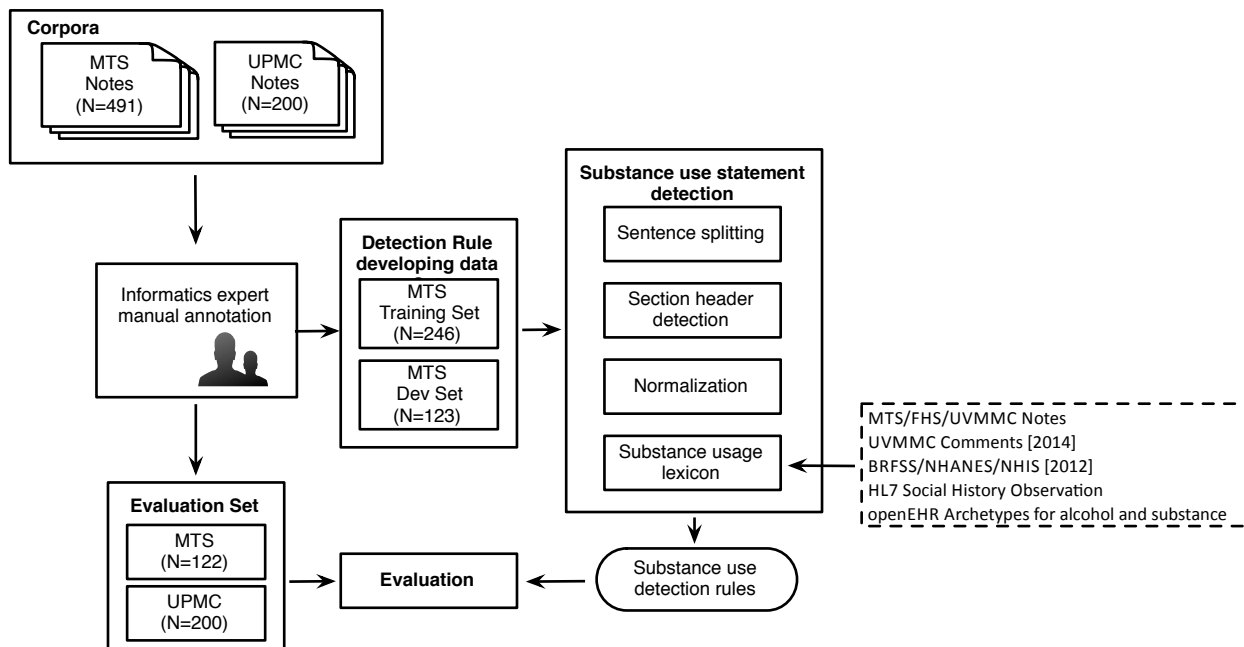 Corpora
MTS
Notes
(N=491)
UPMC
Notes
(N=200)
Informatics expert
manual annotation
Detection Rule
developing data
MTS
Training Set
(N=246)
MTS
Dev Set
(N=123)
Substance use statement
detection
Sentence splitting
Section header
detection
Normalization
Substance usage
lexicon
MTS/FHS/UVMMC Notes
UVMMC Comments [2014]
BRFSS/NHANES/NHIS [2012]
HL7 Social History Observation
openEHR Archetypes for alcohol and substance
Evaluation Set
MTS
(N=122)
UPMC
(N=200)
Evaluation
Substance use
detection rules